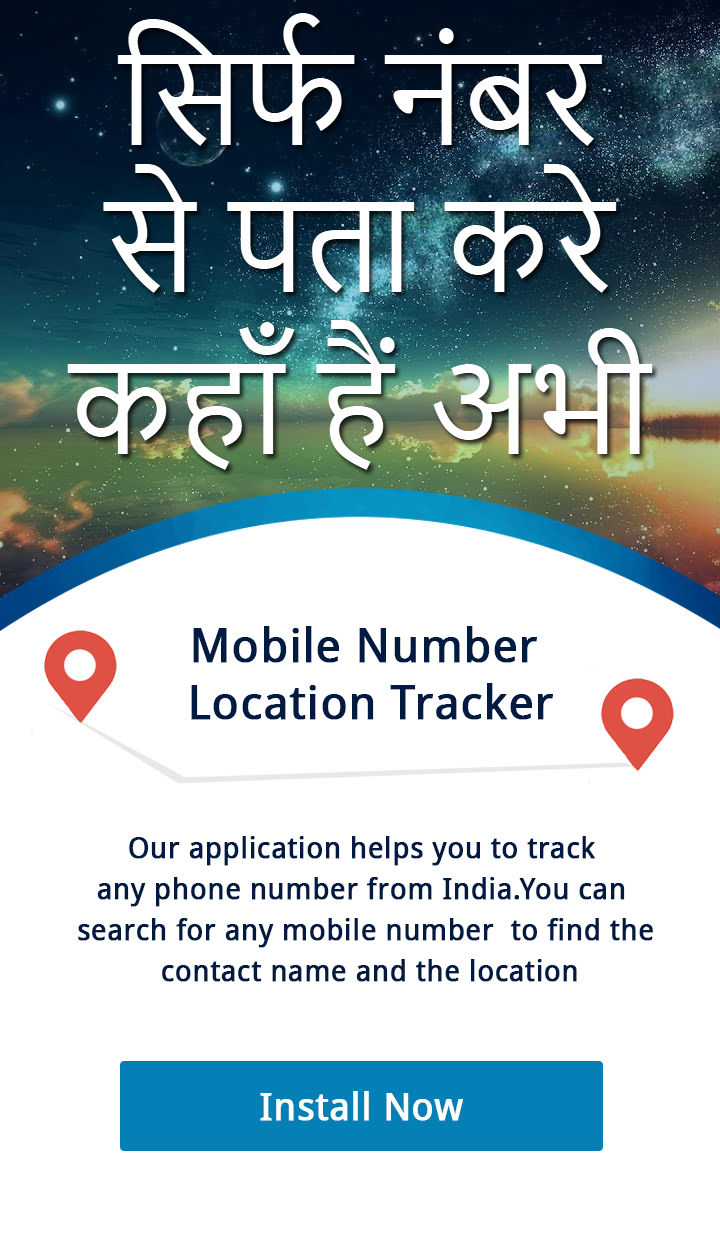 सिर्फ नंबर
से पता करे
कहाँ हैं अभी
Mobile Number
Location Tracker
Our application helps you to track
any phone number from India.You can
search for any mobile number  to find the
contact name and the location
Install Now